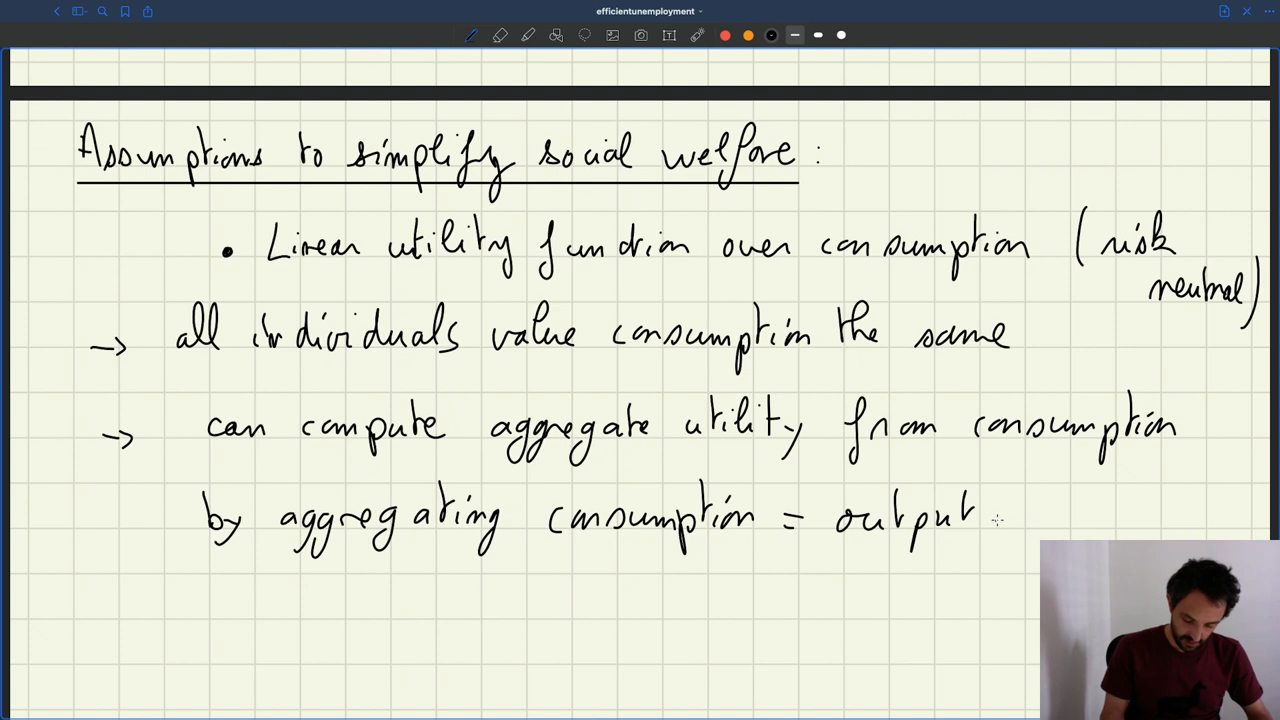 efficientunemployment
Assumptions to simplify social welfare :
• Linear utility function over consumption (risk
neutral)
→ all individuals value consumption the same
→ can compute aggregate utility from consumption
by aggregating consumption = output